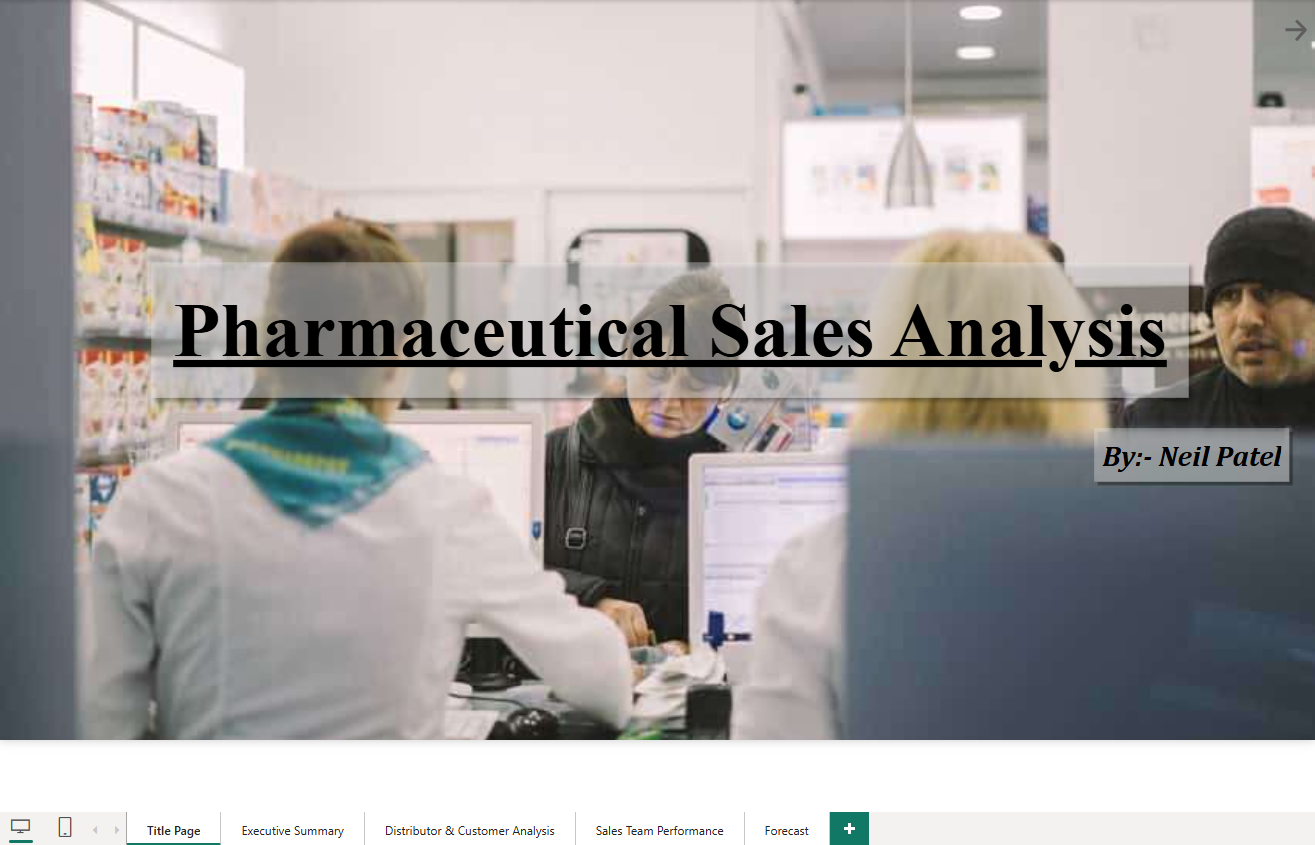 Pharmaceutical Sales Analysis
By:- Neil Patel
Title Page
Executive Summary
Distributor & Customer Analysis
Sales Team Performance
Forecast